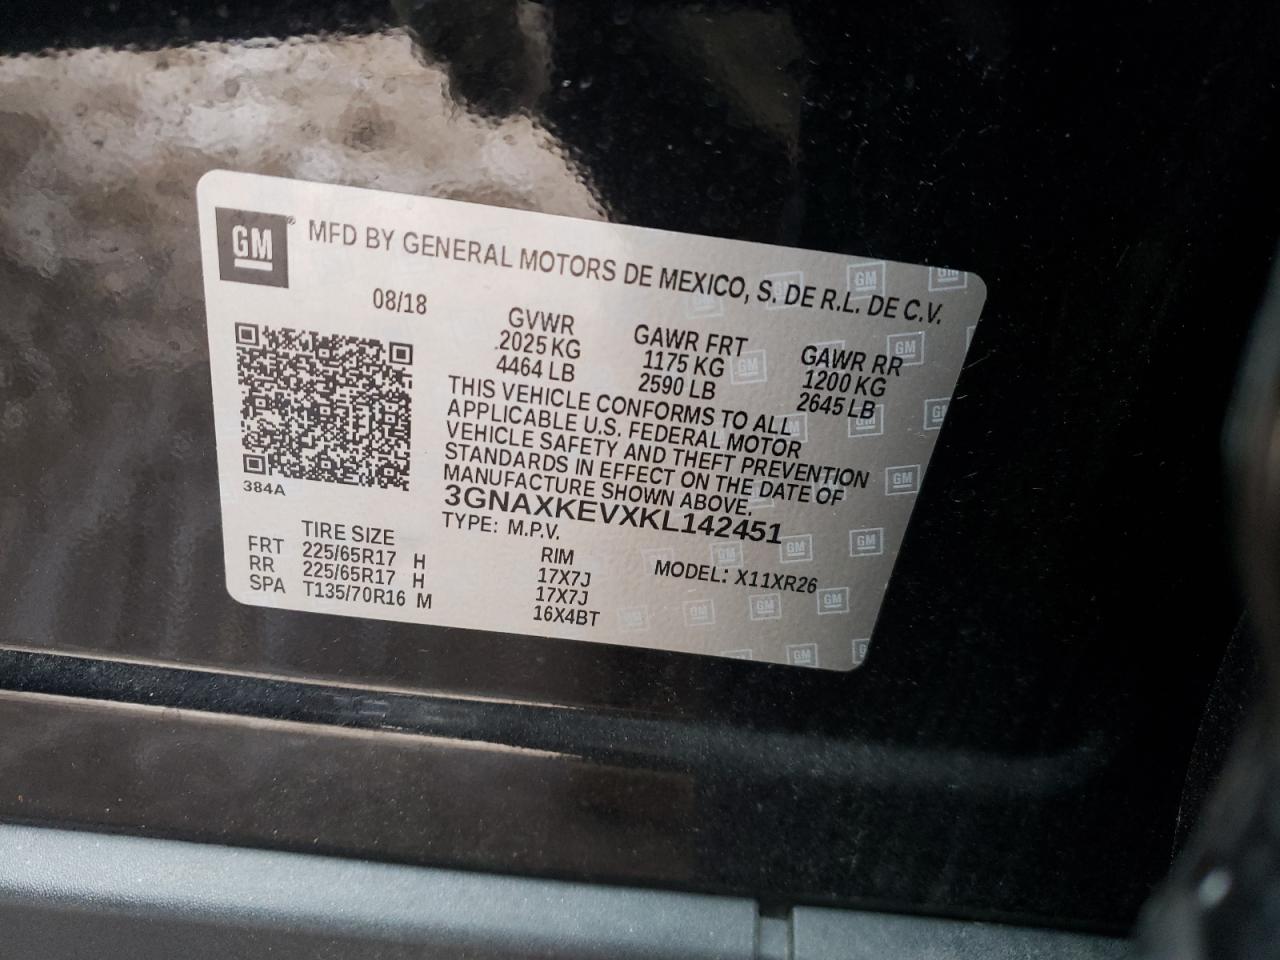 GM® MFD BY GENERAL MOTORS DE MEXICO, S. DE R.L. DE C.V.
08/18
GVWR GAWR FRT GAWR RR
2025 KG 1175 KG 1200 KG
4464 LB 2590 LB 2645 LB
THIS VEHICLE CONFORMS TO ALL
APPLICABLE U.S. FEDERAL MOTOR
VEHICLE SAFETY AND THEFT PREVENTION
STANDARDS IN EFFECT ON THE DATE OF
MANUFACTURE SHOWN ABOVE.
384A
3GNAXKEVXKL142451
TYPE: M.P.V.
MODEL: X11XR26
TIRE SIZE RIM
FRT 225/65R17 H 17X7J
RR 225/65R17 H 17X7J
SPA T135/70R16 M 16X4BT